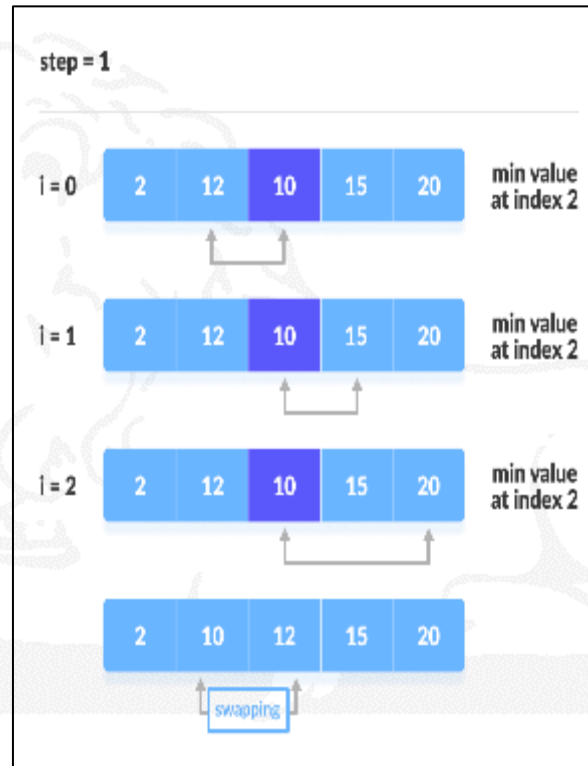 step = 1
i = 0 2 12 10 15 20 min value
at index 2
i = 1 2 12 10 15 20 min value
at index 2
i = 2 2 12 10 15 20 min value
at index 2
2 10 12 15 20
swapping